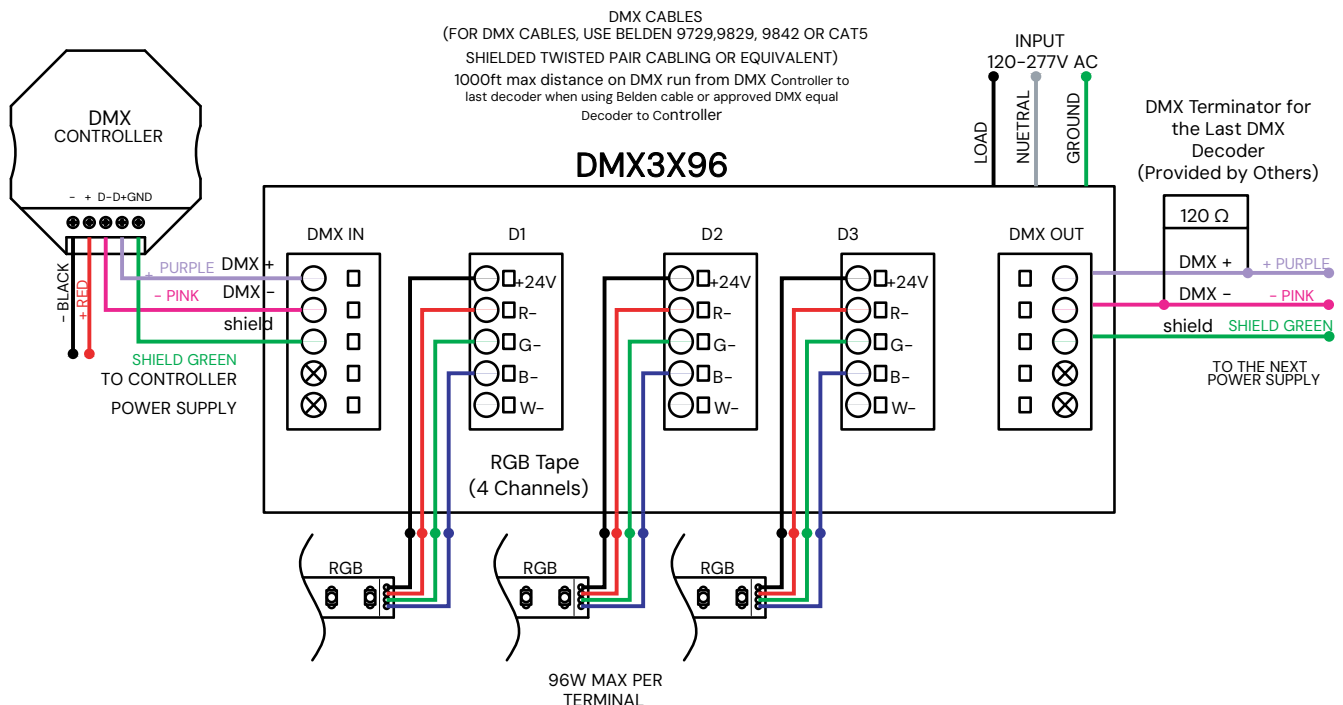 DMX CABLES
(FOR DMX CABLES, USE BELDEN 9729,9829, 9842 OR CAT5
SHIELDED TWISTED PAIR CABLING OR EQUIVALENT)
1000ft max distance on DMX run from DMX Controller to
last decoder when using Belden cable or approved DMX equal
Decoder to Controller
INPUT
120-277V AC
LOAD
NUETRAL
GROUND
DMX Terminator for
the Last DMX
Decoder
(Provided by Others)
120 Ω
DMX
CONTROLLER
- + D-D+GND
DMX3X96
DMX IN
D1
D2
D3
DMX OUT
- BLACK
+ RED
+ PURPLE DMX +
- PINK DMX -
shield
SHIELD GREEN
TO CONTROLLER
POWER SUPPLY
+24V
R-
G-
B-
W-
+24V
R-
G-
B-
W-
+24V
R-
G-
B-
W-
DMX + + PURPLE
DMX - - PINK
shield SHIELD GREEN
TO THE NEXT
POWER SUPPLY
RGB Tape
(4 Channels)
RGB
RGB
RGB
96W MAX PER
TERMINAL